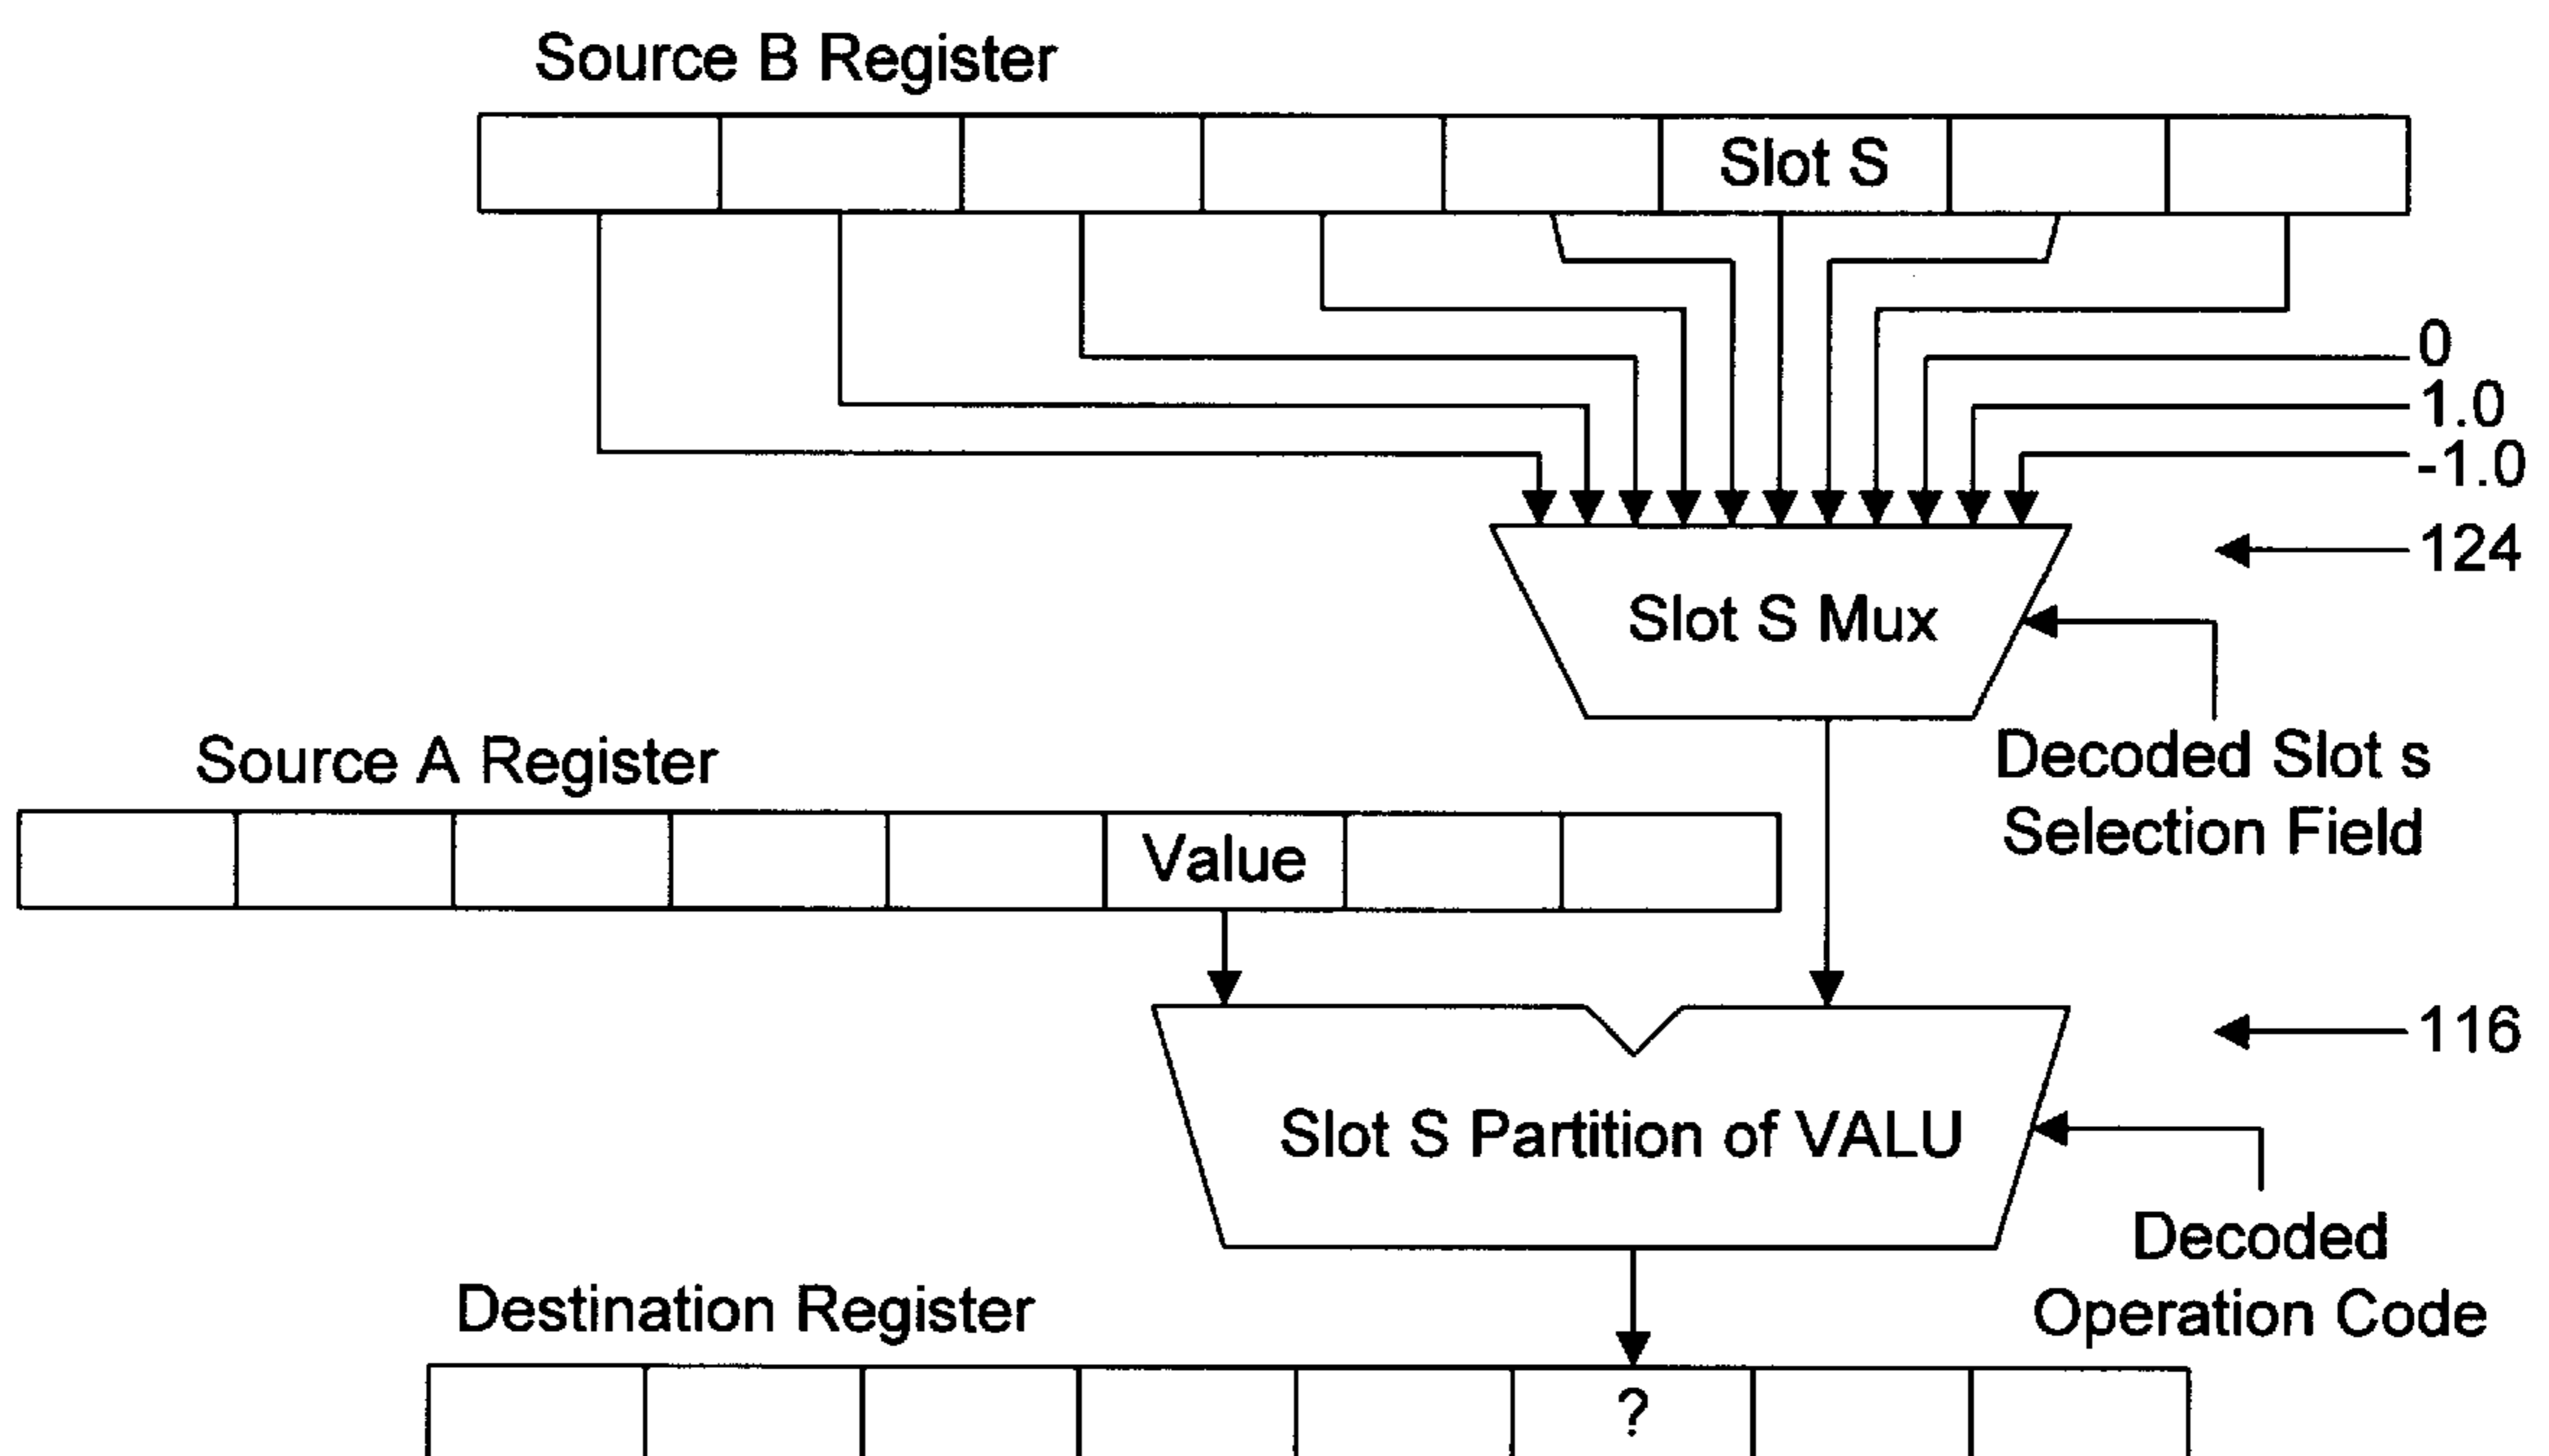 Source B Register
Slot S
0
1.0
-1.0
124
Slot S Mux
Decoded Slot s
Selection Field
Source A Register
Value
116
Slot S Partition of VALU
Decoded
Operation Code
Destination Register
?